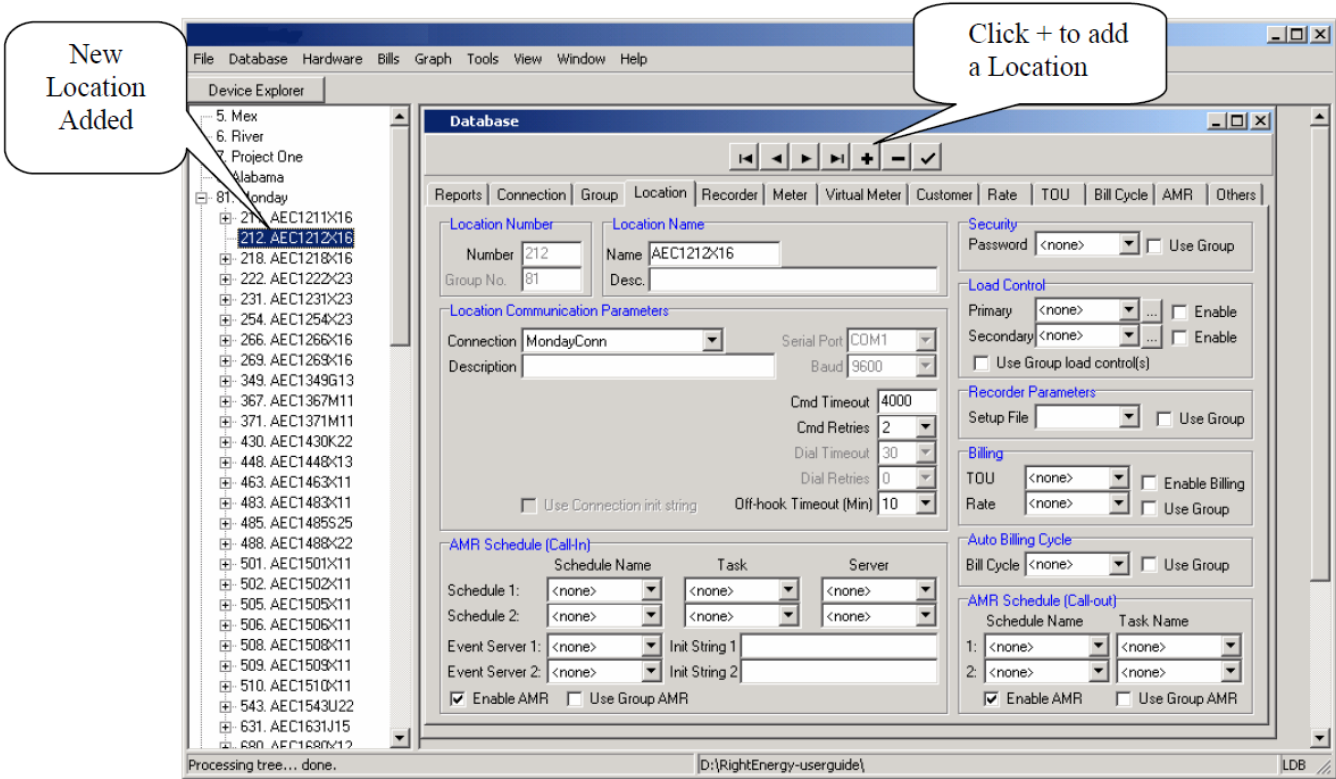 New
Location
Added
Click + to add
a Location
File Database Hardware Bills Graph Tools View Window Help
Device Explorer
5. Mex
6. River
7. Project One
Alabama
81. Monday
211. AEC1211X16
212. AEC1212X16
218. AEC1218X16
222. AEC1222X23
231. AEC1231X23
254. AEC1254X23
266. AEC1266X16
269. AEC1269X16
349. AEC1349G13
367. AEC1367M11
371. AEC1371M11
430. AEC1430K22
448. AEC1448X13
463. AEC1463X11
483. AEC1483X11
485. AEC1485S25
488. AEC1488X22
501. AEC1501X11
502. AEC1502X11
505. AEC1505X11
506. AEC1506X11
508. AEC1508X11
509. AEC1509X11
510. AEC1510X11
543. AEC1543U22
631. AEC1631J15
680. AEC1680X12
Database
Reports Connection Group Location Recorder Meter Virtual Meter Customer Rate TOU Bill Cycle AMR Others
Location Number
Number 212
Group No. 81
Location Name
Name AEC1212X16
Desc.
Location Communication Parameters
Connection MondayConn Serial Port COM1
Description Baud 9600
Cmd Timeout 4000
Cmd Retries 2
Dial Timeout 30
Dial Retries 0
Use Connection init string Off-hook Timeout (Min) 10
AMR Schedule (Call-In)
Schedule Name Task Server
Schedule 1: <none> <none> <none>
Schedule 2: <none> <none> <none>
Event Server 1: <none> Init String 1
Event Server 2: <none> Init String 2
Enable AMR Use Group AMR
Security
Password <none> Use Group
Load Control
Primary <none> ... Enable
Secondary <none> ... Enable
Use Group load control(s)
Recorder Parameters
Setup File Use Group
Billing
TOU <none> Enable Billing
Rate <none> Use Group
Auto Billing Cycle
Bill Cycle <none> Use Group
AMR Schedule (Call-out)
Schedule Name Task Name
1: <none> <none>
2: <none> <none>
Enable AMR Use Group AMR
Processing tree... done. D:\RightEnergy-userguide\ LDB